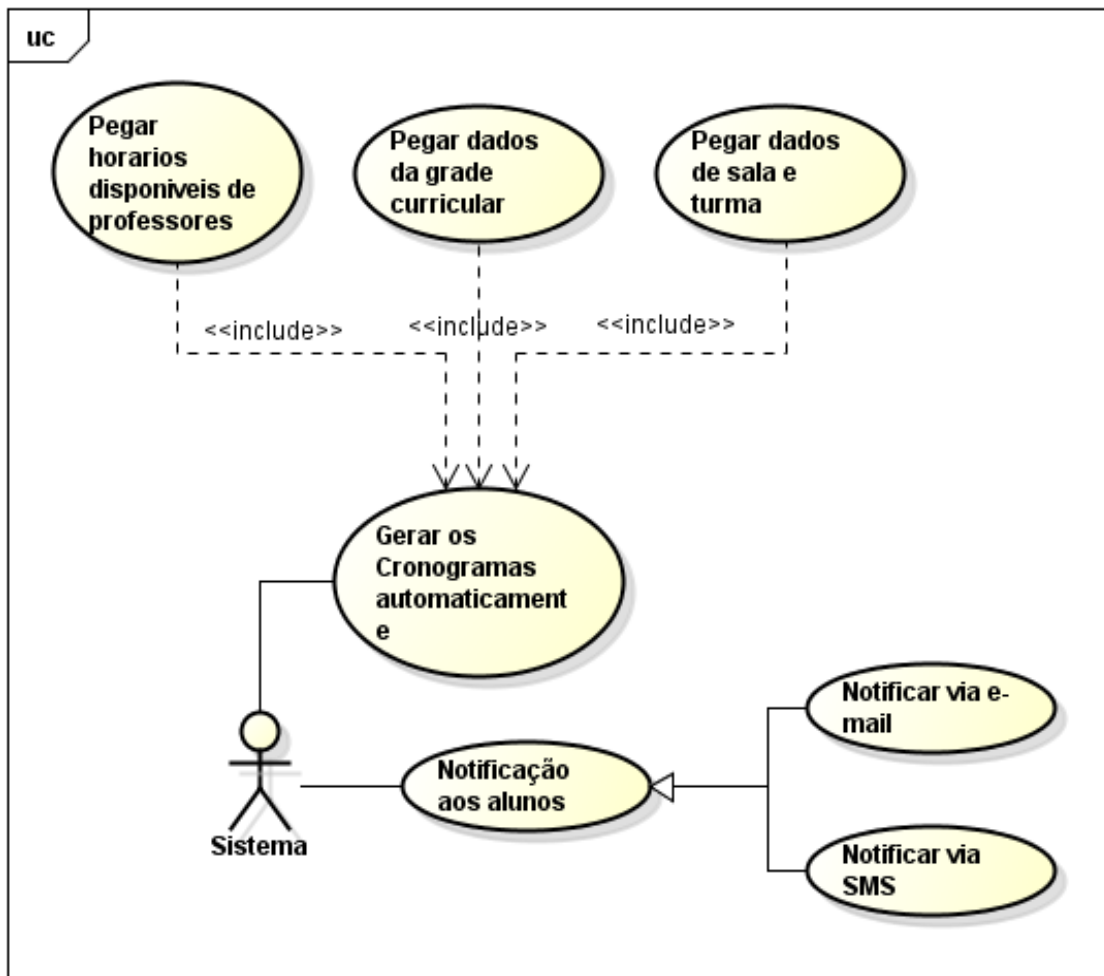 uc
Pegar
horarios
disponiveis de
professores
Pegar dados
da grade
curricular
Pegar dados
de sala e
turma
<<include>>
<<include>>
<<include>>
Gerar os
Cronogramas
automaticament
e
Notificar via e-
mail
Notificação
aos alunos
Sistema
Notificar via
SMS